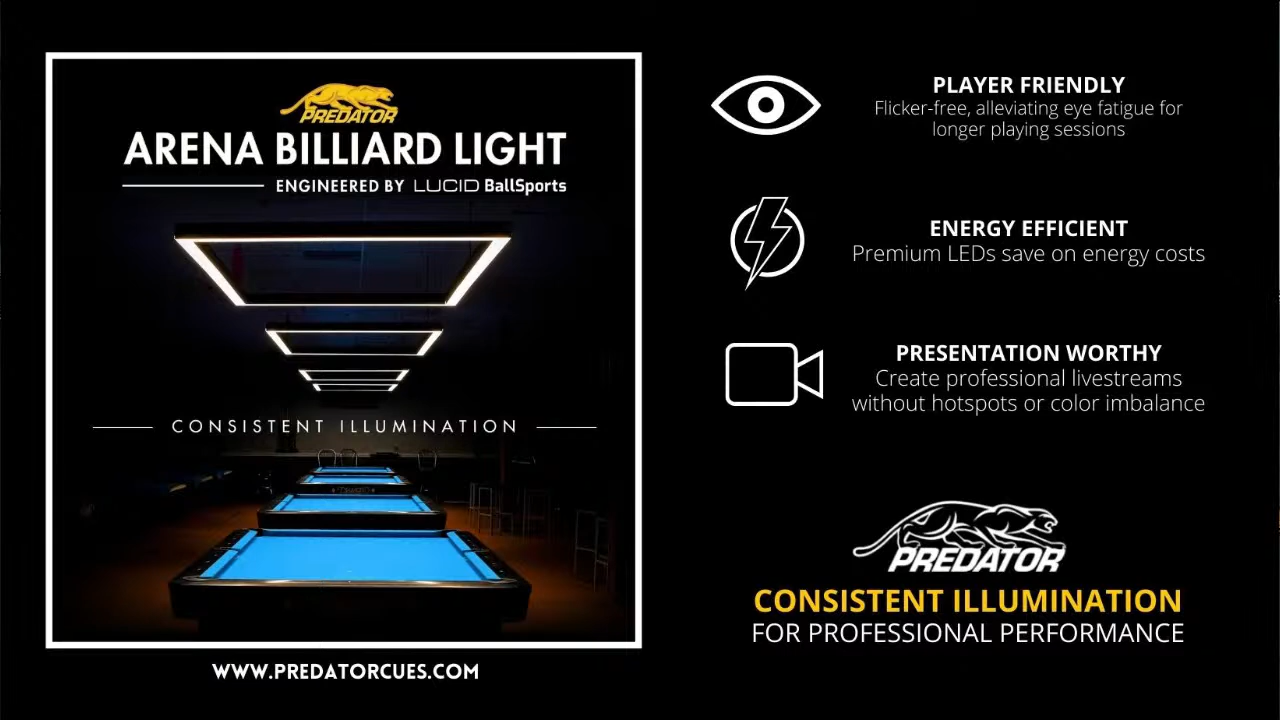 PREDATOR
ARENA BILLIARD LIGHT
ENGINEERED BY LUCID BallSports
CONSISTENT ILLUMINATION
WWW.PREDATORCUES.COM
PLAYER FRIENDLY
Flicker-free, alleviating eye fatigue for
longer playing sessions
ENERGY EFFICIENT
Premium LEDs save on energy costs
PRESENTATION WORTHY
Create professional livestreams
without hotspots or color imbalance
PREDATOR
CONSISTENT ILLUMINATION
FOR PROFESSIONAL PERFORMANCE